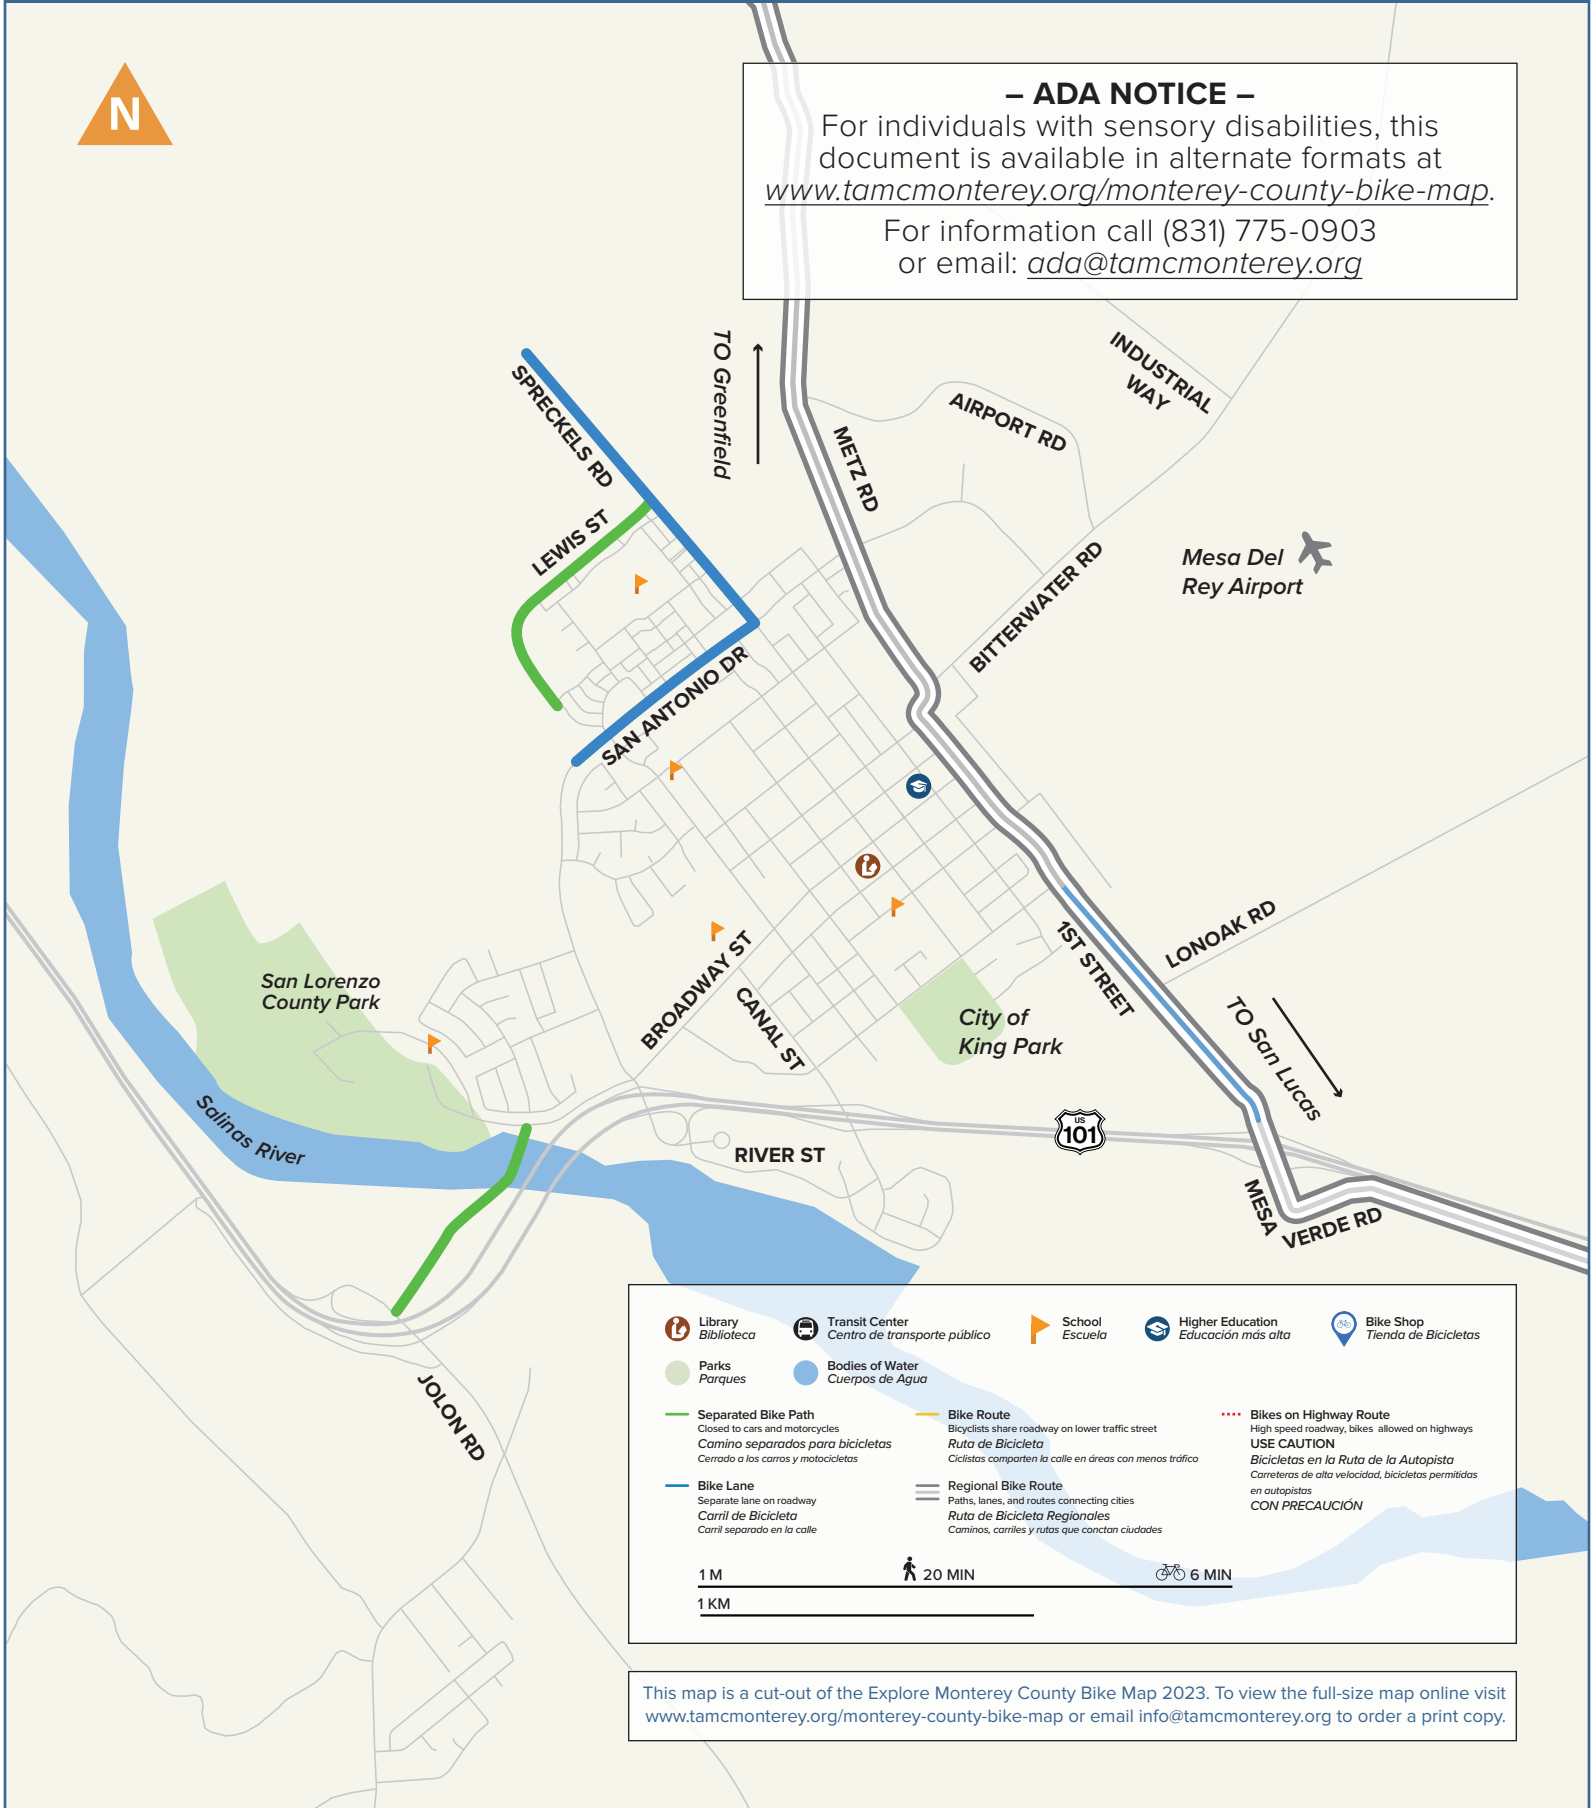 N
– ADA NOTICE –
For individuals with sensory disabilities, this
document is available in alternate formats at
www.tamcmonterey.org/monterey-county-bike-map.
For information call (831) 775-0903
or email: ada@tamcmonterey.org
TO Greenfield
SPRECKELS RD
INDUSTRIAL
WAY
AIRPORT RD
METZ RD
LEWIS ST
BITTERWATER RD
Mesa Del
Rey Airport
SAN ANTONIO DR
1ST STREET
LONOAK RD
San Lorenzo
County Park
BROADWAY ST
CANAL ST
City of
King Park
TO San Lucas
Salinas River
US
101
RIVER ST
MESA
VERDE RD
JOLON RD
Library
Biblioteca
Transit Center
Centro de transporte público
School
Escuela
Higher Education
Educación más alta
Bike Shop
Tienda de Bicicletas
Parks
Parques
Bodies of Water
Cuerpos de Agua
Separated Bike Path
Closed to cars and motorcycles
Camino separados para bicicletas
Cerrado a los carros y motocicletas
Bike Route
Bicyclists share roadway on lower traffic street
Ruta de Bicicleta
Ciclistas comparten la calle en áreas con menos tráfico
Bikes on Highway Route
High speed roadway, bikes allowed on highways
USE CAUTION
Bicicletas en la Ruta de la Autopista
Carreteras de alta velocidad, bicicletas permitidas
en autopistas
CON PRECAUCIÓN
Bike Lane
Separate lane on roadway
Carril de Bicicleta
Carril separado en la calle
Regional Bike Route
Paths, lanes, and routes connecting cities
Ruta de Bicicleta Regionales
Caminos, carriles y rutas que conctan ciudades
1 M
20 MIN
6 MIN
1 KM
This map is a cut-out of the Explore Monterey County Bike Map 2023. To view the full-size map online visit
www.tamcmonterey.org/monterey-county-bike-map or email info@tamcmonterey.org to order a print copy.